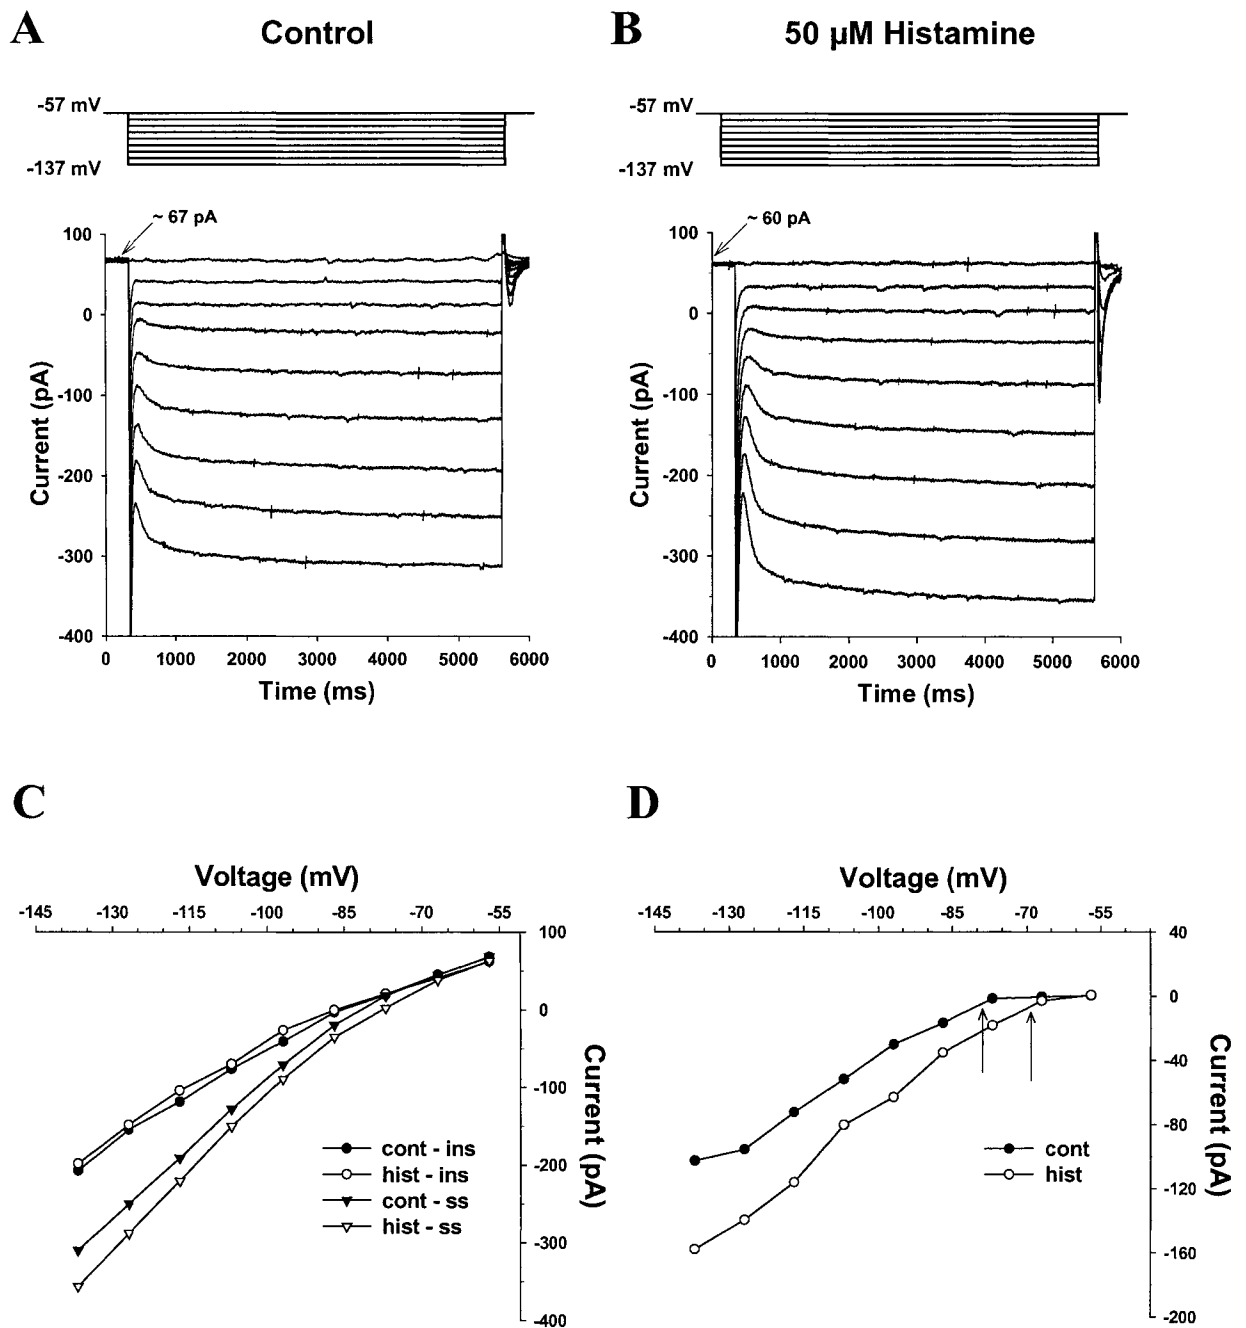 A
Control
-57 mV
-137 mV
~ 67 pA
100
0
-100
-200
-300
-400
Current (pA)
0 1000 2000 3000 4000 5000 6000
Time (ms)
B
50 µM Histamine
-57 mV
-137 mV
~ 60 pA
100
0
-100
-200
-300
-400
Current (pA)
0 1000 2000 3000 4000 5000 6000
Time (ms)
C
Voltage (mV)
-145 -130 -115 -100 -85 -70 -55
100
0
-100
-200
-300
-400
Current (pA)
cont - ins
hist - ins
cont - ss
hist - ss
D
Voltage (mV)
-145 -130 -115 -100 -85 -70 -55
40
0
-40
-80
-120
-160
-200
Current (pA)
cont
hist